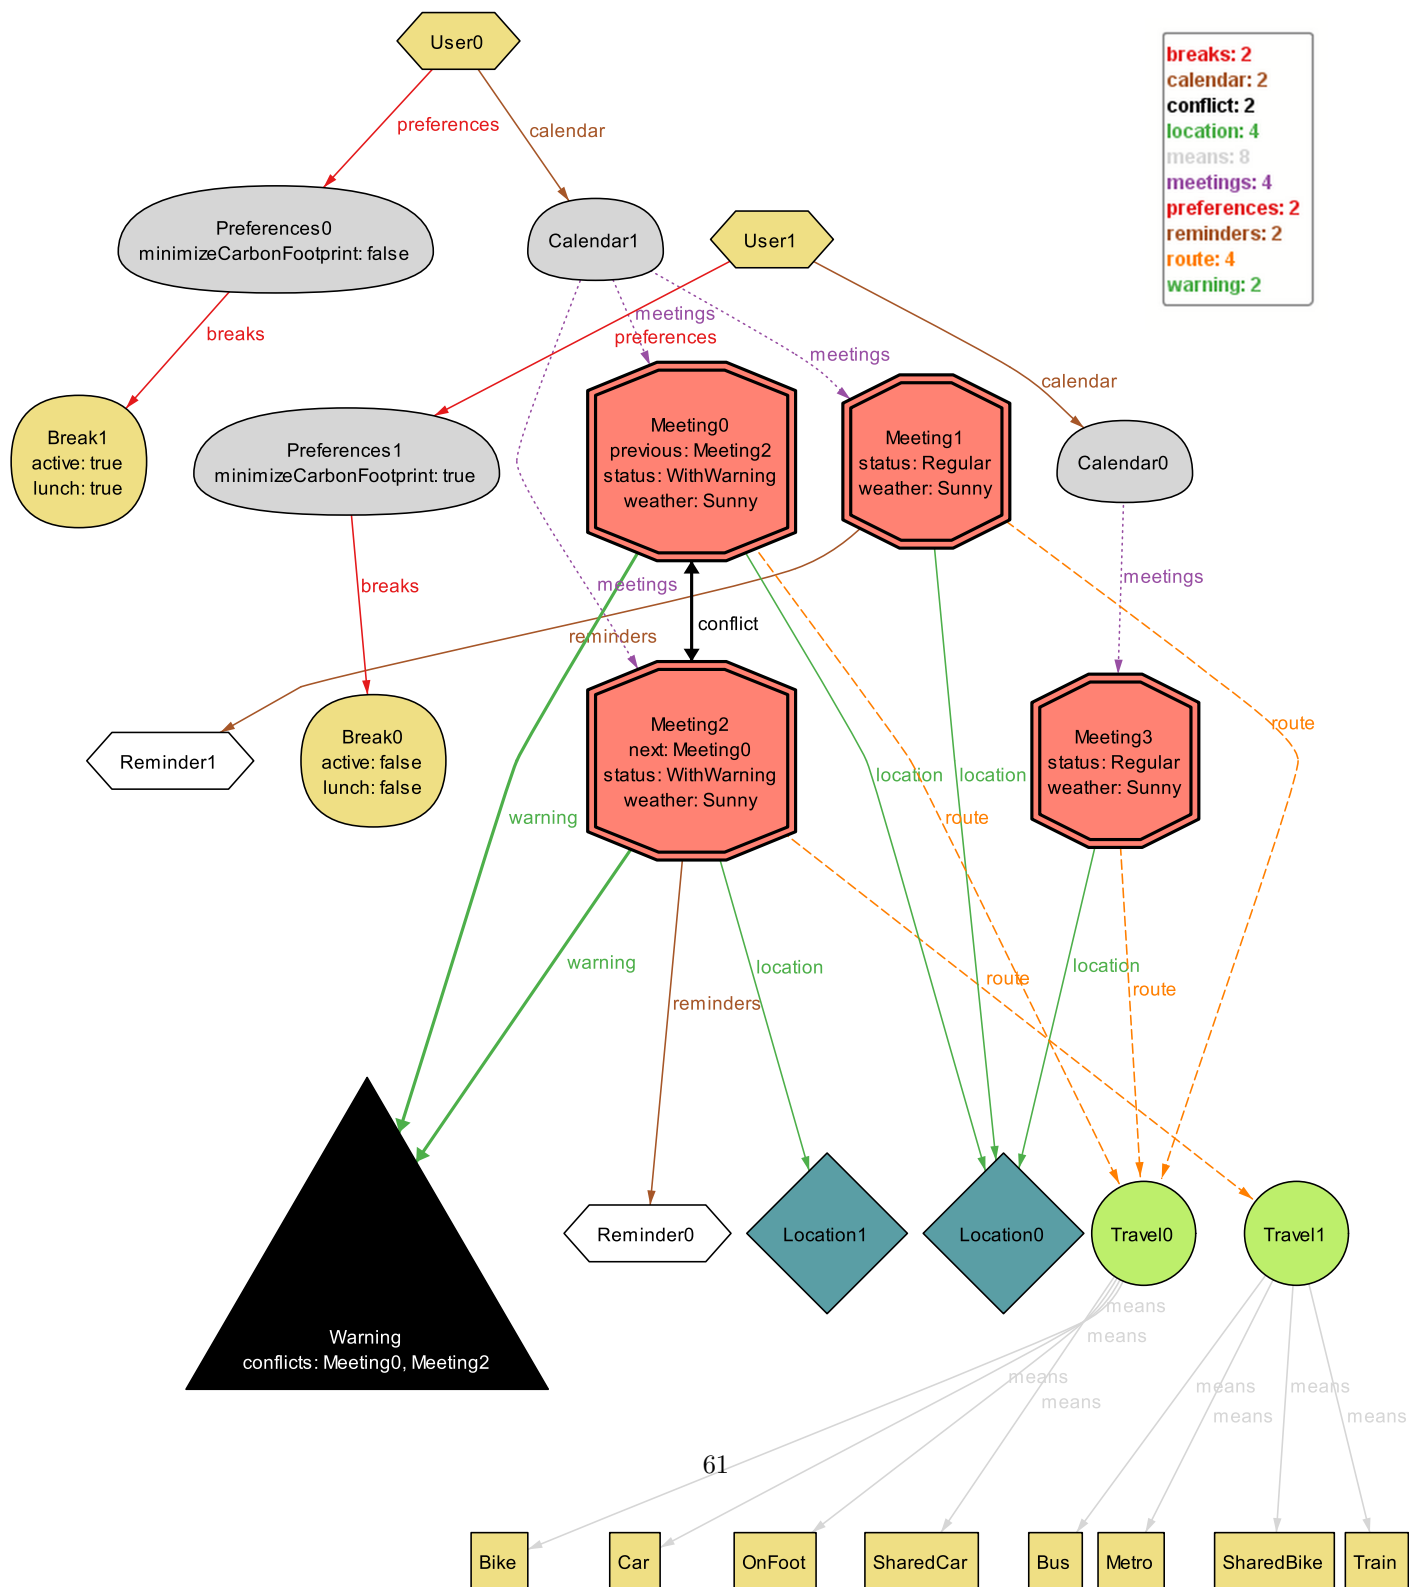 User0
breaks: 2
calendar: 2
conflict: 2
location: 4
means: 8
meetings: 4
preferences: 2
reminders: 2
route: 4
warning: 2
preferences
calendar
Preferences0
minimizeCarbonFootprint: false
Calendar1
User1
breaks
meetings
preferences
meetings
calendar
Break1
active: true
lunch: true
Preferences1
minimizeCarbonFootprint: true
Meeting0
previous: Meeting2
status: WithWarning
weather: Sunny
Meeting1
status: Regular
weather: Sunny
Calendar0
breaks
meetings
conflict
reminders
meetings
Reminder1
Break0
active: false
lunch: false
Meeting2
next: Meeting0
status: WithWarning
weather: Sunny
Meeting3
status: Regular
weather: Sunny
route
location
location
route
warning
warning
reminders
location
route
location
route
Warning
conflicts: Meeting0, Meeting2
Reminder0
Location1
Location0
Travel0
Travel1
means
means
means
means
means
means
means
means
61
Bike
Car
OnFoot
SharedCar
Bus
Metro
SharedBike
Train